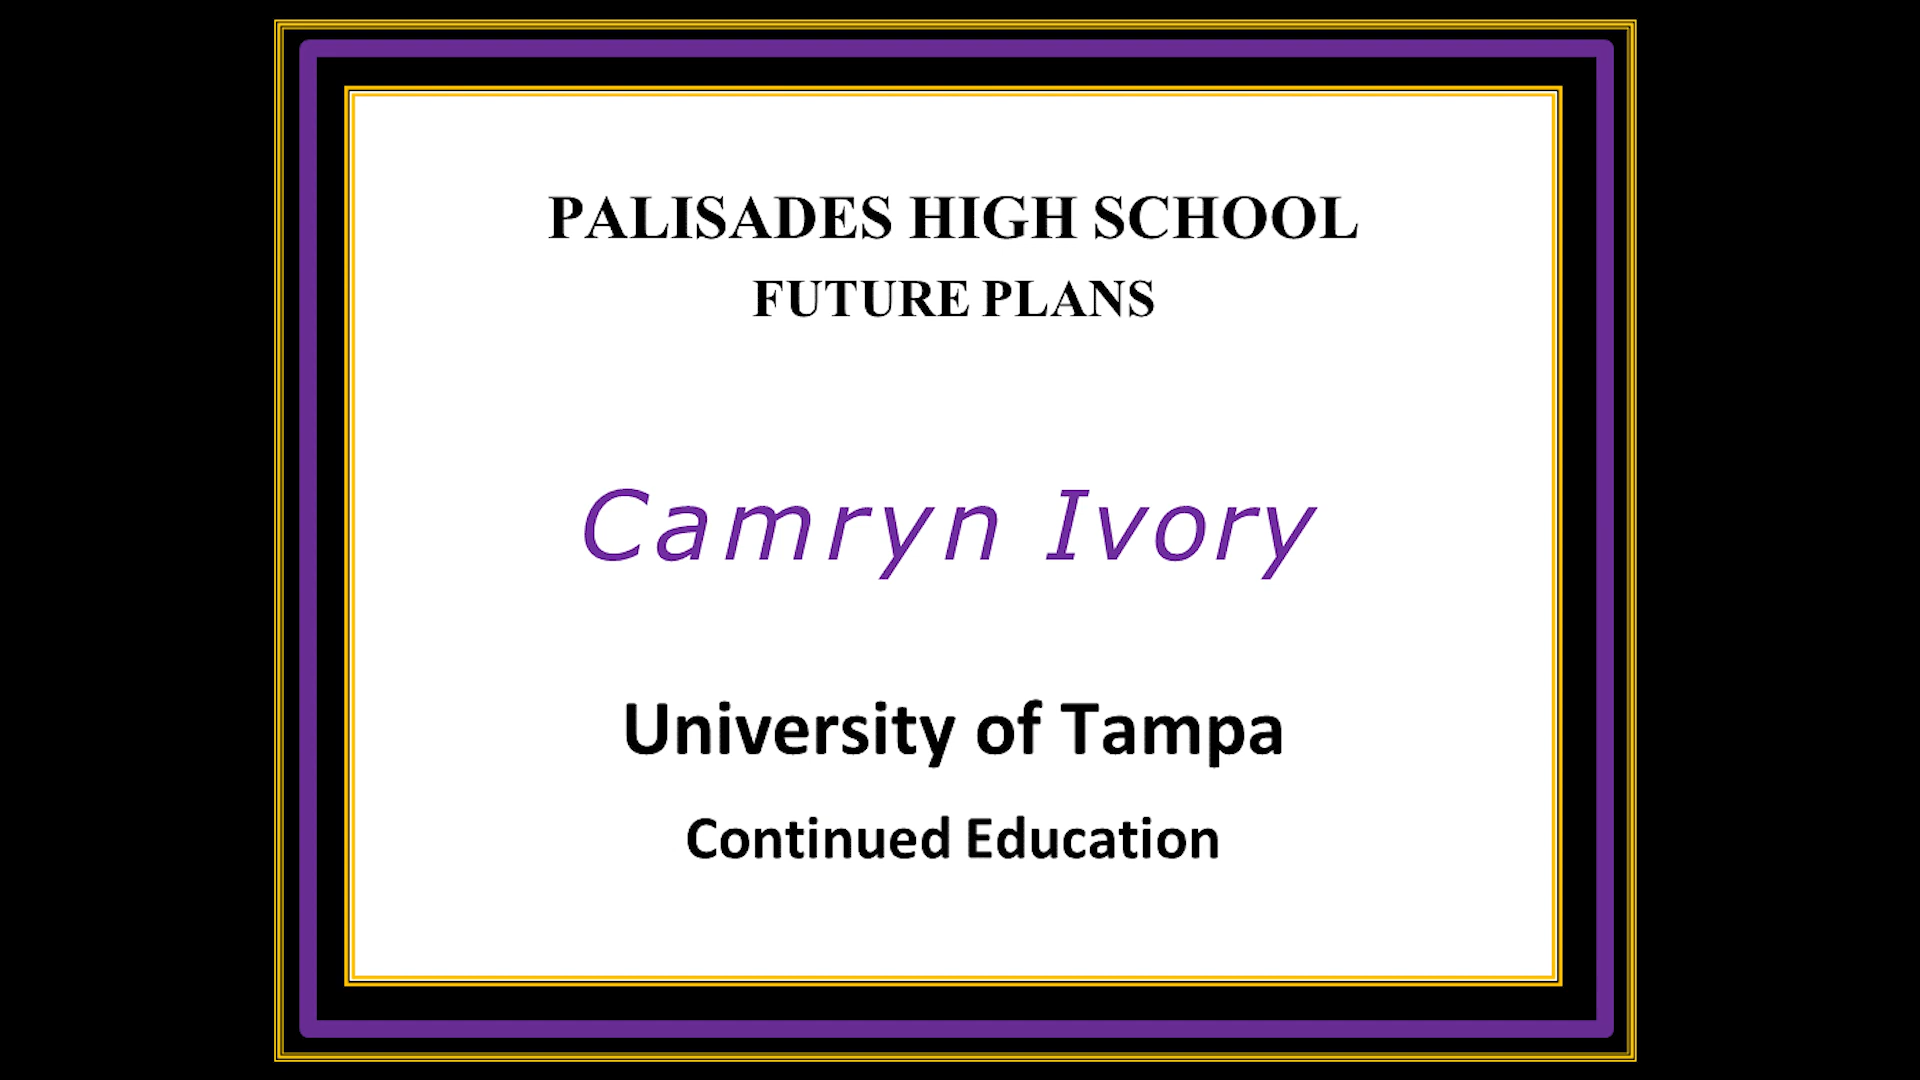 PALISADES HIGH SCHOOL
FUTURE PLANS
Camryn Ivory
University of Tampa
Continued Education